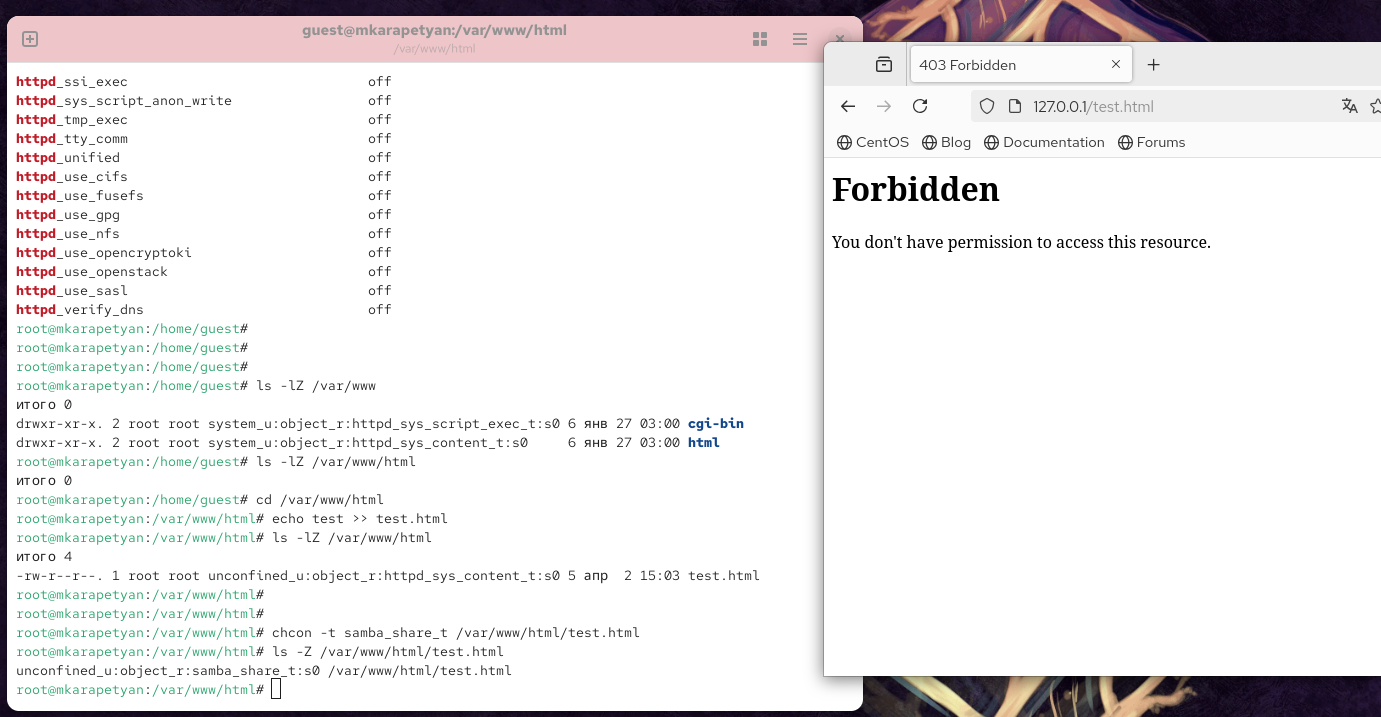 guest@mkarapetyan:/var/www/html
/var/www/html
httpd_ssi_exec off
httpd_sys_script_anon_write off
httpd_tmp_exec off
httpd_tty_comm off
httpd_unified off
httpd_use_cifs off
httpd_use_fusefs off
httpd_use_gpg off
httpd_use_nfs off
httpd_use_opencryptoki off
httpd_use_openstack off
httpd_use_sasl off
httpd_verify_dns off
root@mkarapetyan:/home/guest#
root@mkarapetyan:/home/guest#
root@mkarapetyan:/home/guest#
root@mkarapetyan:/home/guest# ls -lZ /var/www
итого 0
drwxr-xr-x. 2 root root system_u:object_r:httpd_sys_script_exec_t:s0 6 янв 27 03:00 cgi-bin
drwxr-xr-x. 2 root root system_u:object_r:httpd_sys_content_t:s0 6 янв 27 03:00 html
root@mkarapetyan:/home/guest# ls -lZ /var/www/html
итого 0
root@mkarapetyan:/home/guest# cd /var/www/html
root@mkarapetyan:/var/www/html# echo test >> test.html
root@mkarapetyan:/var/www/html# ls -lZ /var/www/html
итого 4
-rw-r--r--. 1 root root unconfined_u:object_r:httpd_sys_content_t:s0 5 апр 2 15:03 test.html
root@mkarapetyan:/var/www/html#
root@mkarapetyan:/var/www/html#
root@mkarapetyan:/var/www/html# chcon -t samba_share_t /var/www/html/test.html
root@mkarapetyan:/var/www/html# ls -Z /var/www/html/test.html
unconfined_u:object_r:samba_share_t:s0 /var/www/html/test.html
root@mkarapetyan:/var/www/html#
403 Forbidden
127.0.0.1/test.html
CentOS Blog Documentation Forums
Forbidden
You don't have permission to access this resource.